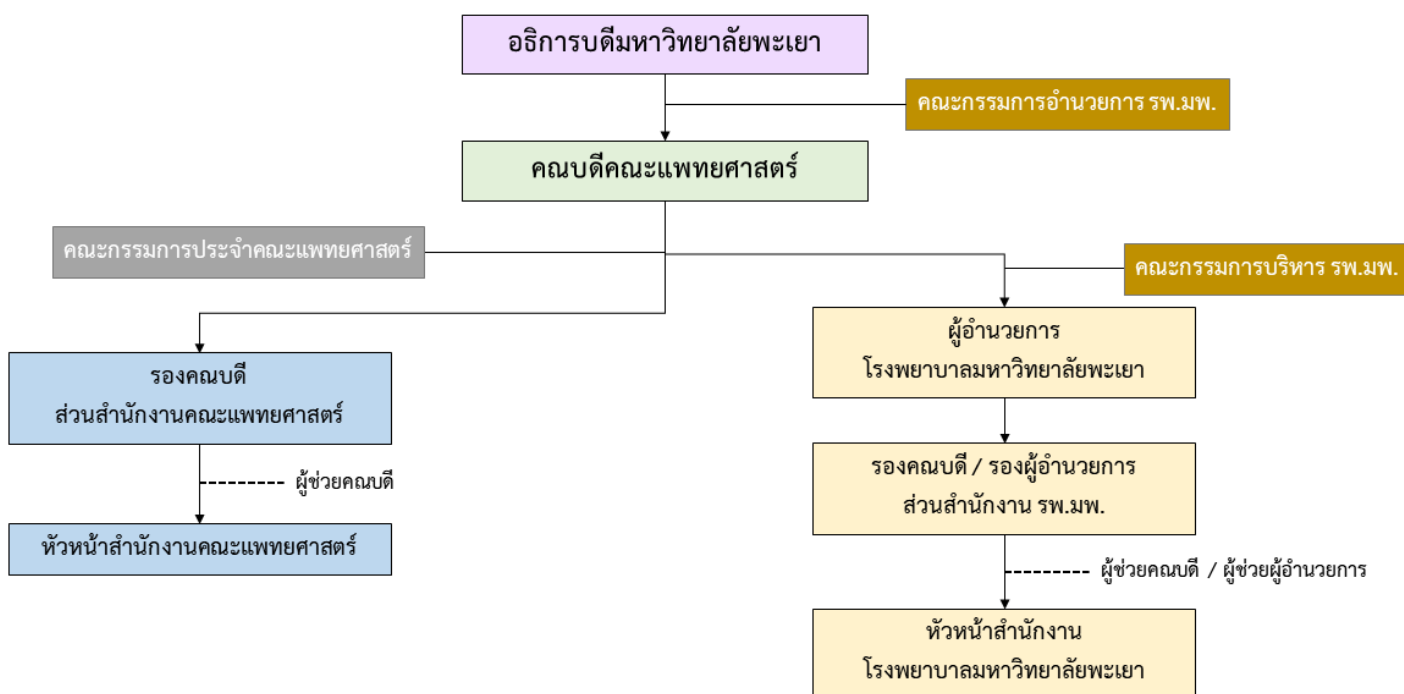 อธิการบดีมหาวิทยาลัยพะเยา
คณะกรรมการอำนวยการ รพ.มพ.
คณบดีคณะแพทยศาสตร์
คณะกรรมการประจำคณะแพทยศาสตร์
คณะกรรมการบริหาร รพ.มพ.
รองคณบดี
ส่วนสำนักงานคณะแพทยศาสตร์
ผู้ช่วยคณบดี
หัวหน้าสำนักงานคณะแพทยศาสตร์
ผู้อำนวยการ
โรงพยาบาลมหาวิทยาลัยพะเยา
รองคณบดี / รองผู้อำนวยการ
ส่วนสำนักงาน รพ.มพ.
ผู้ช่วยคณบดี / ผู้ช่วยผู้อำนวยการ
หัวหน้าสำนักงาน
โรงพยาบาลมหาวิทยาลัยพะเยา